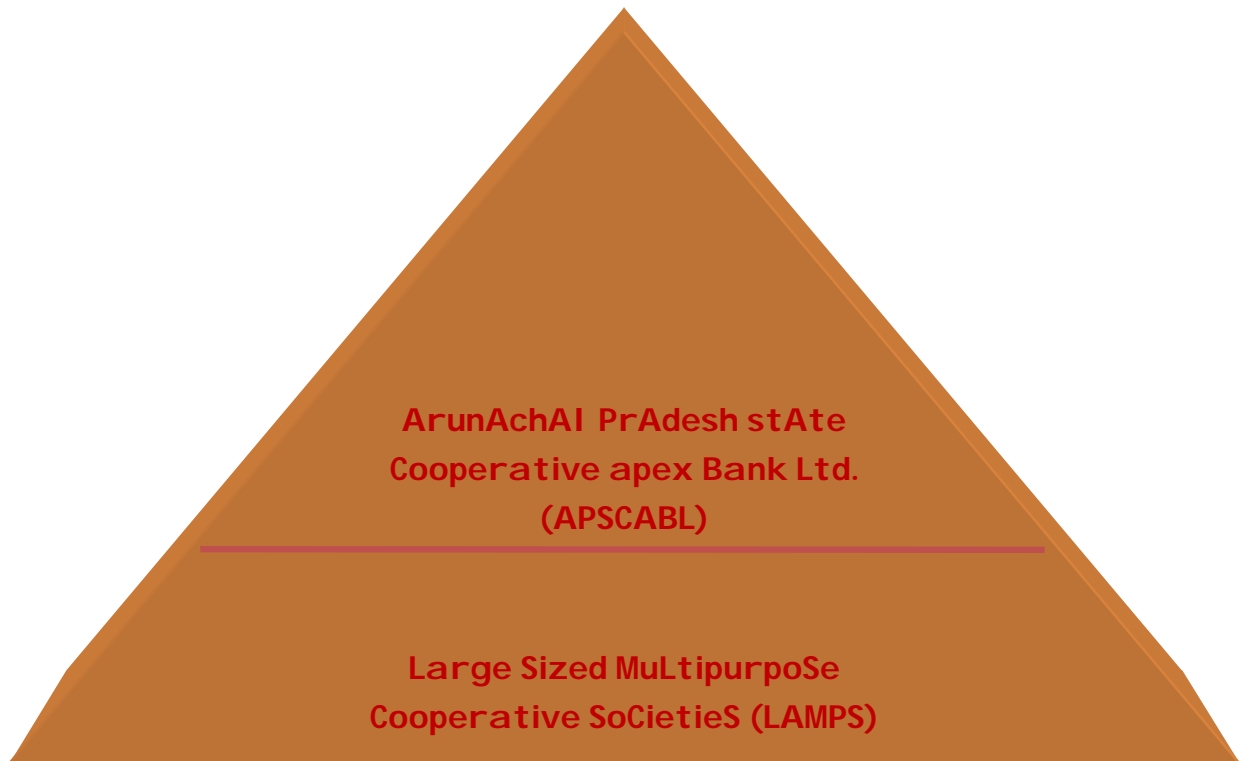 ArunAchAl PrAdesh stAte
Cooperative apex Bank Ltd.
(APSCABL)
Large Sized MuLtipurpoSe
Cooperative SoCietieS (LAMPS)